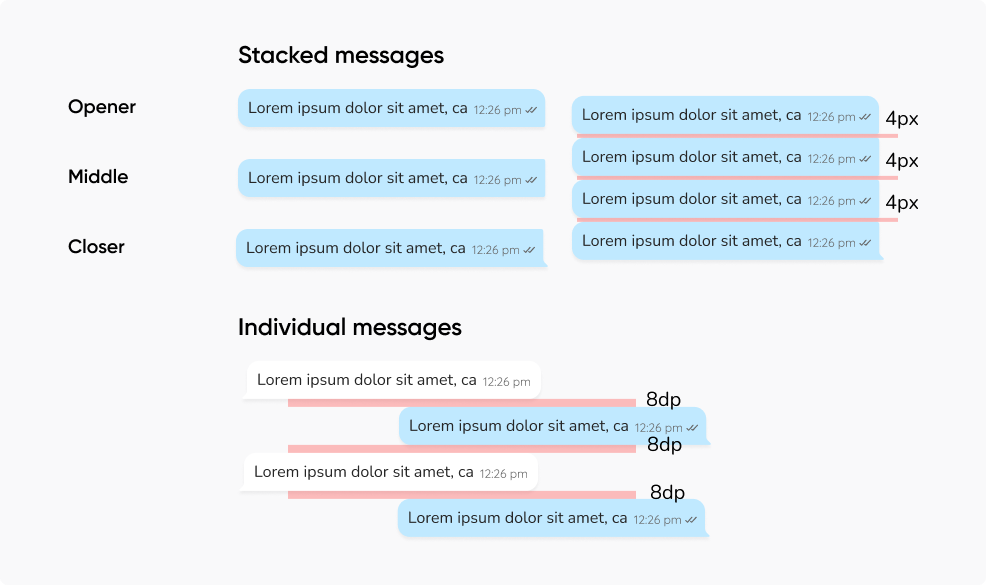 Stacked messages
Opener
Lorem ipsum dolor sit amet, ca 12:26 pm
Middle
Lorem ipsum dolor sit amet, ca 12:26 pm
Closer
Lorem ipsum dolor sit amet, ca 12:26 pm
Lorem ipsum dolor sit amet, ca 12:26 pm
4px
Lorem ipsum dolor sit amet, ca 12:26 pm
4px
Lorem ipsum dolor sit amet, ca 12:26 pm
4px
Lorem ipsum dolor sit amet, ca 12:26 pm
Individual messages
Lorem ipsum dolor sit amet, ca 12:26 pm
8dp
Lorem ipsum dolor sit amet, ca 12:26 pm
8dp
Lorem ipsum dolor sit amet, ca 12:26 pm
8dp
Lorem ipsum dolor sit amet, ca 12:26 pm